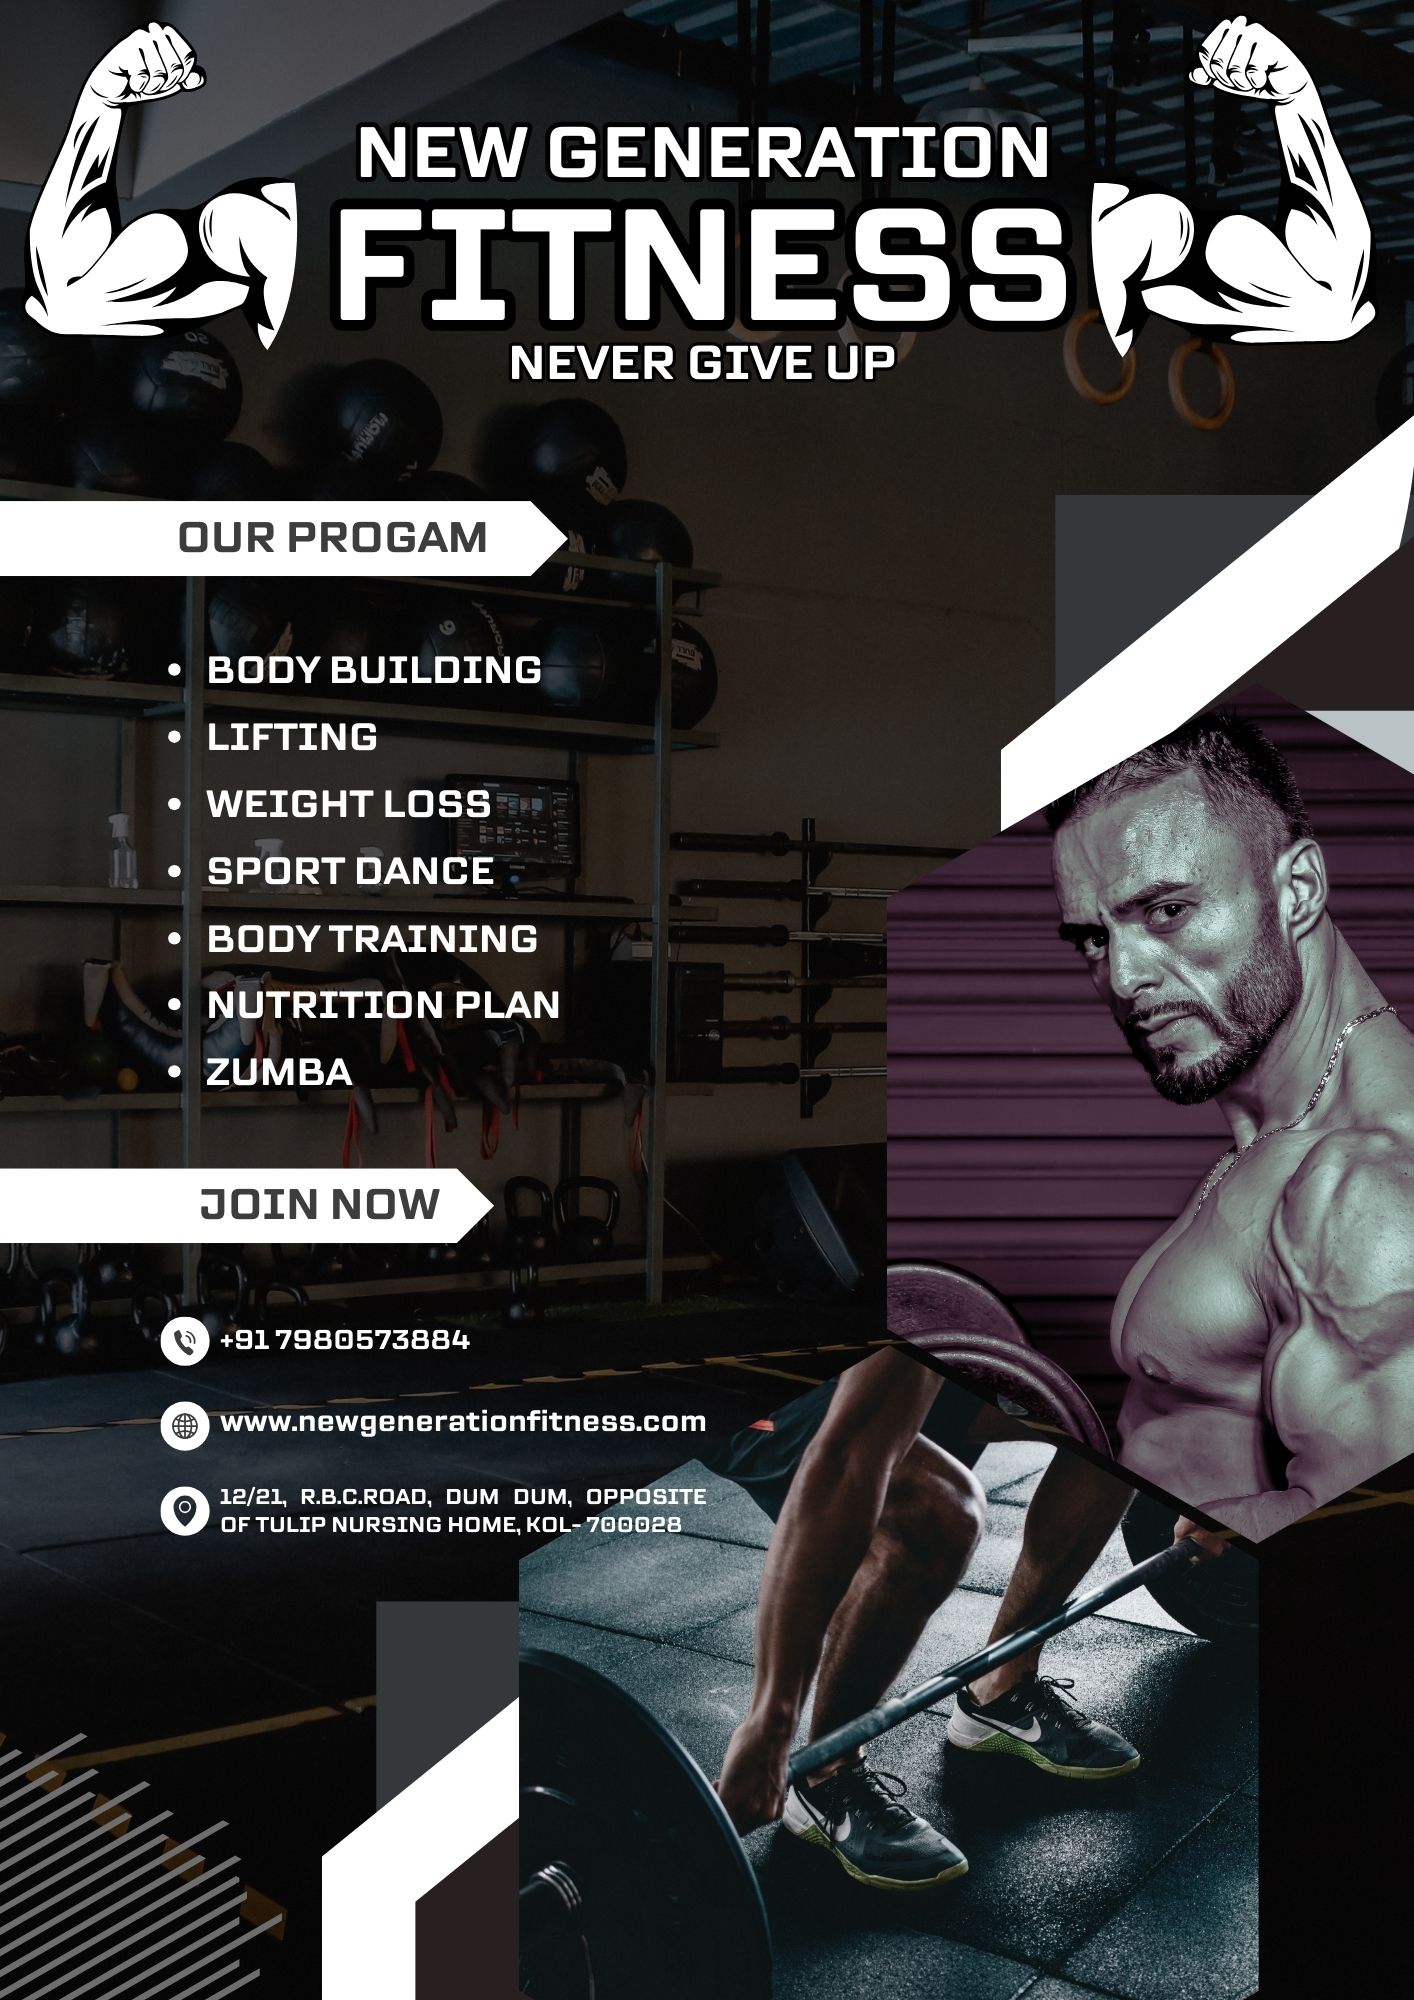 NEW GENERATION
FITNESS
NEVER GIVE UP
OUR PROGAM
• BODY BUILDING
• LIFTING
• WEIGHT LOSS
• SPORT DANCE
• BODY TRAINING
• NUTRITION PLAN
• ZUMBA
JOIN NOW
+91 7980573884
www.newgenerationfitness.com
12/21, R.B.C.ROAD, DUM DUM, OPPOSITE
OF TULIP NURSING HOME, KOL- 700028